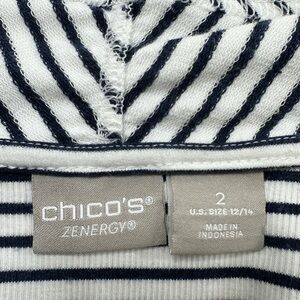 chico's®
ZENERGY®
2
U.S. SIZE 12/14
MADE IN
INDONESIA